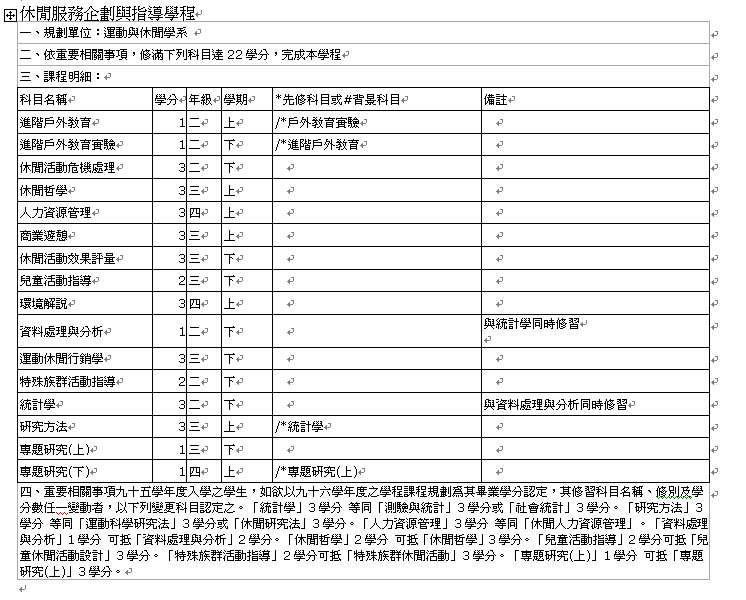 休閒服務企劃與指導學程
一、規劃單位：運動與休閒學系
二、依重要相關事項，修滿下列科目達 22 學分，完成本學程
三、課程明細：
科目名稱 學分 年級 學期 *先修科目或#背景科目 備註
進階戶外教育 1 二 上 /*戶外教育實驗
進階戶外教育實驗 1 二 下 /*進階戶外教育
休閒活動危機處理 3 二 下
休閒哲學 3 三 上
人力資源管理 3 四 上
商業遊憩 3 三 上
休閒活動效果評量 3 三 下
兒童活動指導 2 三 下
環境解說 3 四 上
資料處理與分析 1 二 下 與統計學同時修習
運動休閒行銷學 3 三 下
特殊族群活動指導 2 二 下
統計學 3 二 下 與資料處理與分析同時修習
研究方法 3 三 上 /*統計學
專題研究(上) 1 三 下
專題研究(下) 1 四 上 /*專題研究(上)
四、重要相關事項九十五學年度入學之學生，如欲以九十六學年度之學程課程規劃為其畢業學分認定，其修習科目名稱、修別及學
分數任一變動者，以下列變更科目認定之。「統計學」3學分 等同「測驗與統計」3學分或「社會統計」3學分。「研究方法」3
學分 等同「運動科學研究法」3學分或「休閒研究法」3學分。「人力資源管理」3學分 等同「休閒人力資源管理」。「資料處理
與分析」1學分 可抵「資料處理與分析」2學分。「休閒哲學」2學分 可抵「休閒哲學」3學分。「兒童活動指導」2學分可抵「兒
童休閒活動設計」3學分。「特殊族群活動指導」2學分可抵「特殊族群休閒活動」3學分。「專題研究(上)」1學分 可抵「專題
研究(上)」3學分。